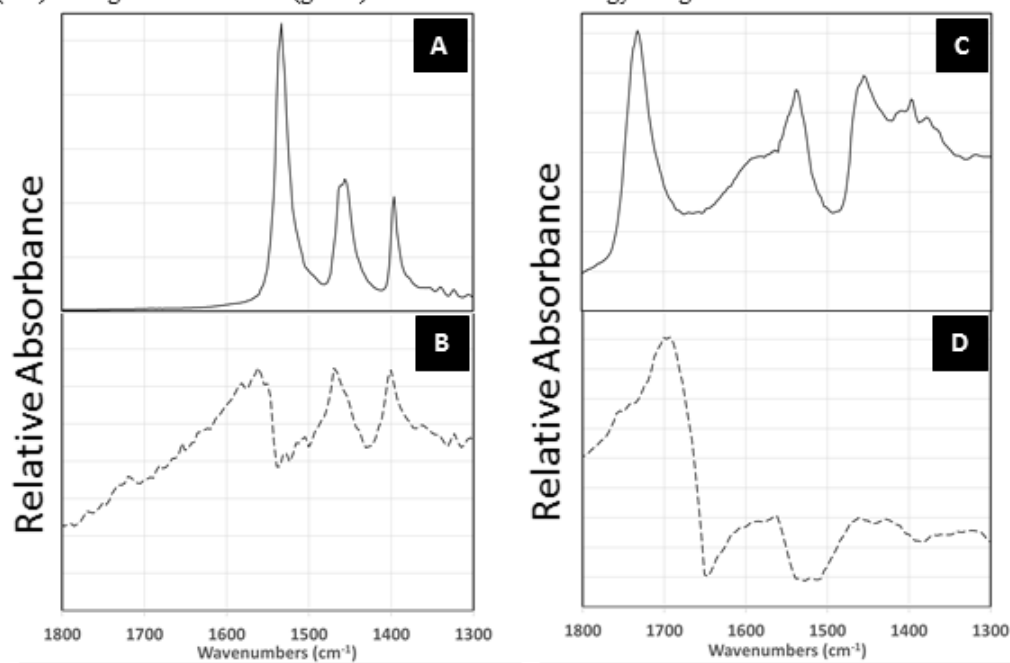 A
C
B
D
Relative Absorbance
Relative Absorbance
1800 1700 1600 1500 1400 1300
Wavenumbers (cm-1)
1800 1700 1600 1500 1400 1300
Wavenumbers (cm-1)